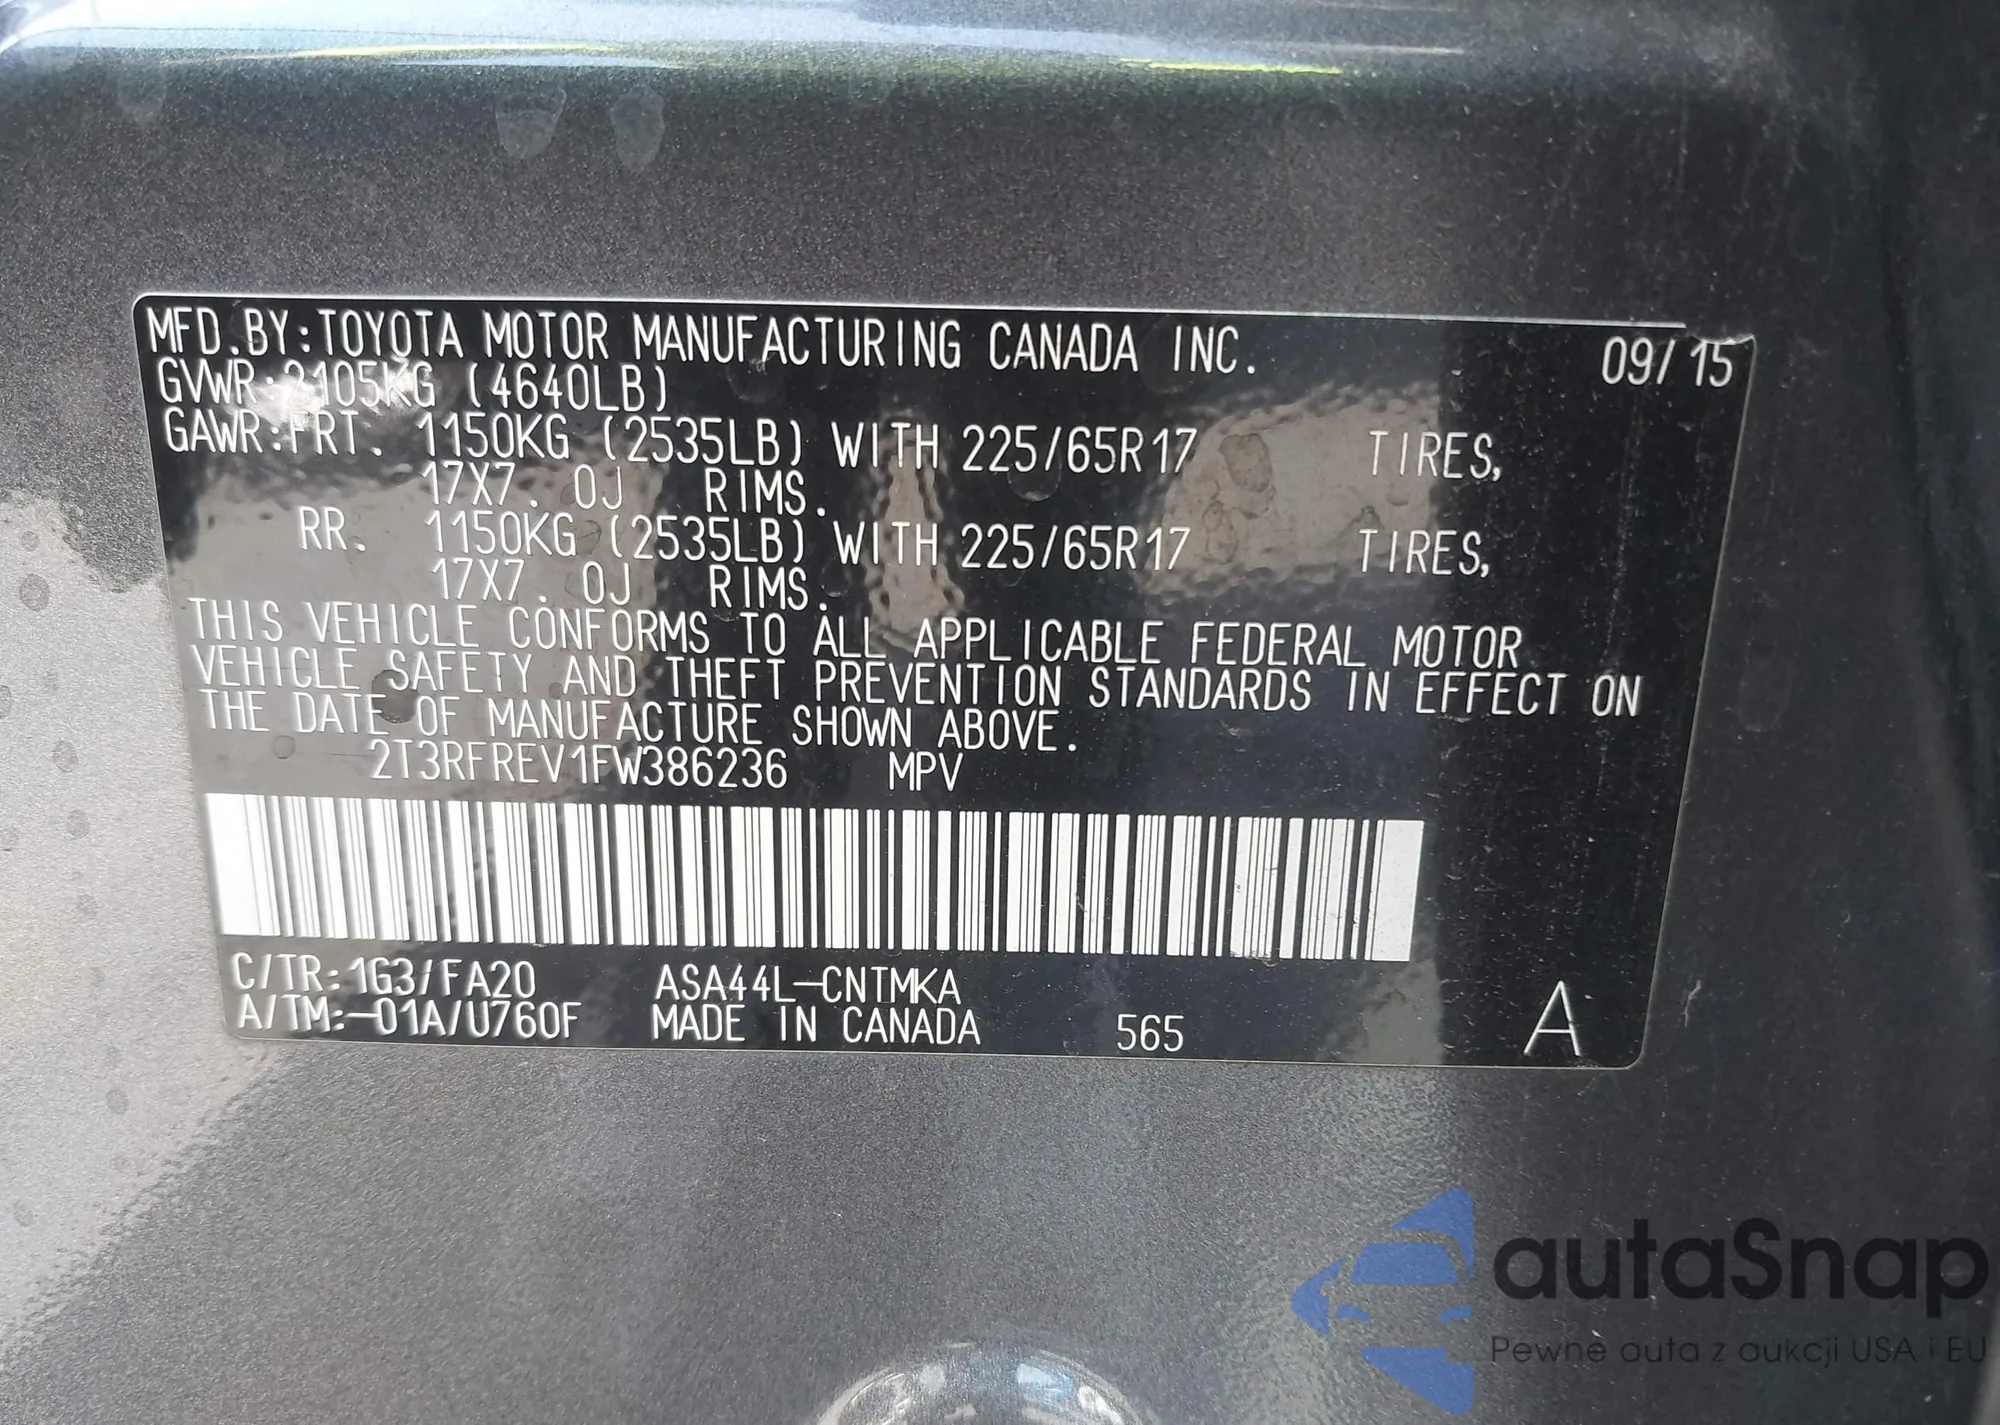 MFD.BY:TOYOTA MOTOR MANUFACTURING CANADA INC. 09/15
GVWR:2105KG (4640LB)
GAWR:FRT. 1150KG (2535LB) WITH 225/65R17 TIRES,
17X7.0J RIMS.
RR. 1150KG (2535LB) WITH 225/65R17 TIRES,
17X7.0J RIMS.
THIS VEHICLE CONFORMS TO ALL APPLICABLE FEDERAL MOTOR
VEHICLE SAFETY AND THEFT PREVENTION STANDARDS IN EFFECT ON
THE DATE OF MANUFACTURE SHOWN ABOVE.
2T3RFREV1FW386236 MPV
C/TR:1G3/FA20 ASA44L-CNTMKA
A/TM:-01A/U760F MADE IN CANADA 565 A
autaSnap
Pewne auta z aukcji USA i EU